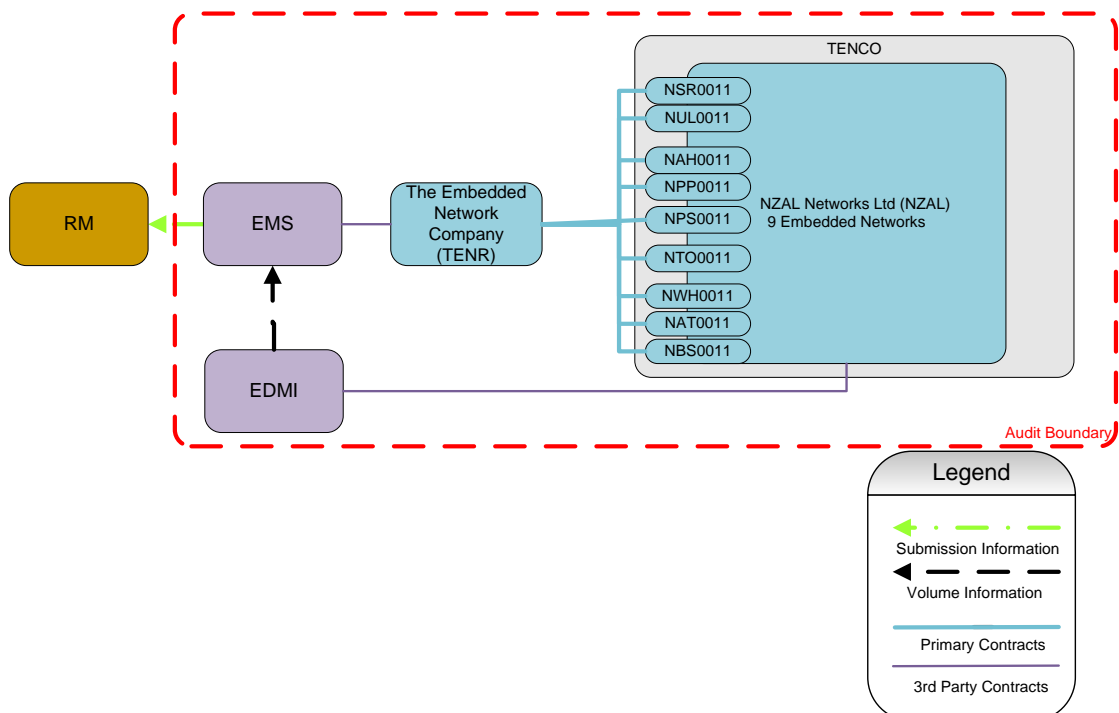 TENCO
NSR0011
NUL0011
NAH0011
NPP0011
NPS0011
NTO0011
NWH0011
NAT0011
NBS0011
NZAL Networks Ltd (NZAL)
9 Embedded Networks
RM
EMS
The Embedded
Network
Company
(TENR)
EDMI
Audit Boundary
Legend
Submission Information
Volume Information
Primary Contracts
3rd Party Contracts